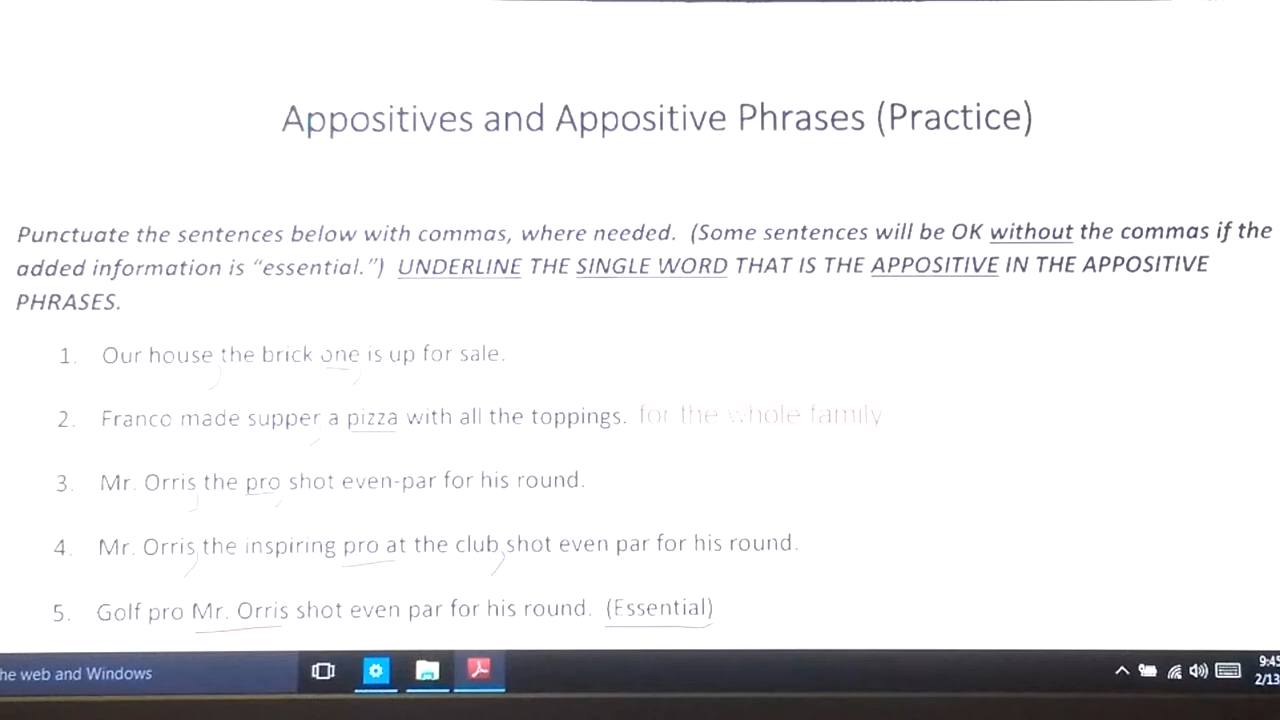 Appositives and Appositive Phrases (Practice)
Punctuate the sentences below with commas, where needed. (Some sentences will be OK without the commas if the
added information is "essential.") UNDERLINE THE SINGLE WORD THAT IS THE APPOSITIVE IN THE APPOSITIVE
PHRASES.
1. Our house, the brick one, is up for sale.
2. Franco made supper, a pizza with all the toppings. for the whole family
3. Mr. Orris, the pro, shot even-par for his round.
4. Mr. Orris, the inspiring pro at the club, shot even par for his round.
5. Golf pro Mr. Orris shot even par for his round. (Essential)
he web and Windows
9:45
2/13